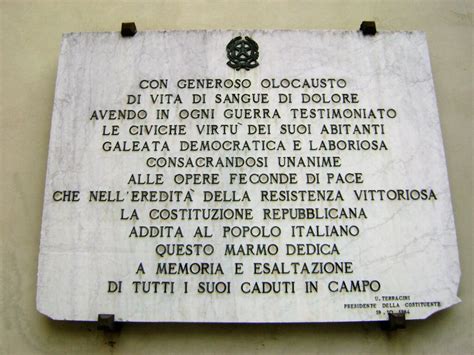 CON GENEROSO OLOCAUSTO
DI VITA DI SANGUE DI DOLORE
AVENDO IN OGNI GUERRA TESTIMONIATO
LE CIVICHE VIRTU' DEI SUOI ABITANTI
GALEATA DEMOCRATICA E LABORIOSA
CONSACRANDOSI UNANIME
ALLE OPERE FECONDE DI PACE
CHE NELL'EREDITA' DELLA RESISTENZA VITTORIOSA
LA COSTITUZIONE REPUBBLICANA
ADDITA AL POPOLO ITALIANO
QUESTO MARMO DEDICA
A MEMORIA E ESALTAZIONE
DI TUTTI I SUOI CADUTI IN CAMPO
U. TERRACINI
PRESIDENTE DELLA COSTITUENTE